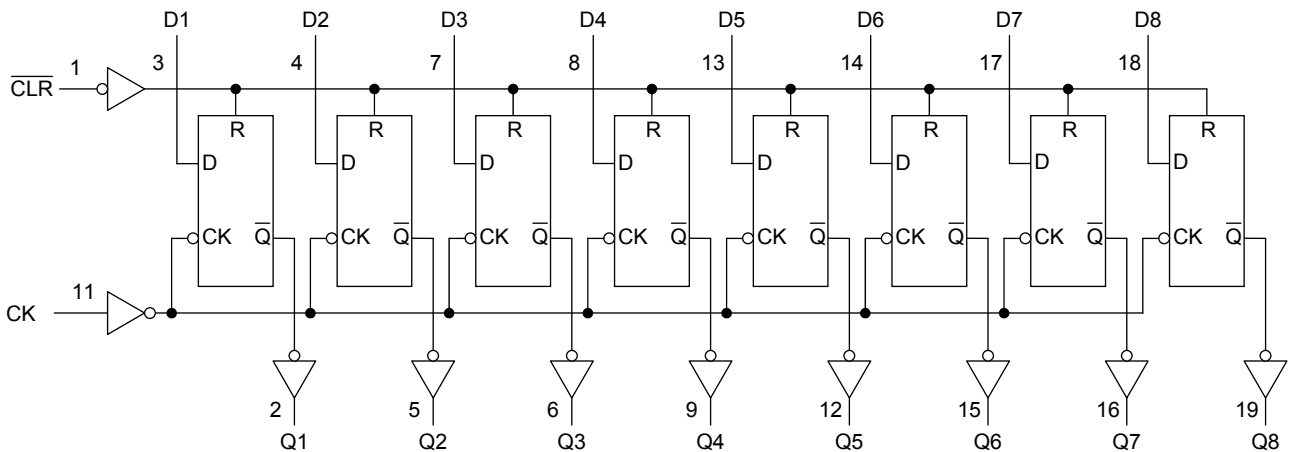 D1 D2 D3 D4 D5 D6 D7 D8
1 3 4 7 8 13 14 17 18
C̅L̅R̅
R R R R R R R R
D D D D D D D D
CK Q̅ CK Q̅ CK Q̅ CK Q̅ CK Q̅ CK Q̅ CK Q̅ CK Q̅
11
CK
2 5 6 9 12 15 16 19
Q1 Q2 Q3 Q4 Q5 Q6 Q7 Q8